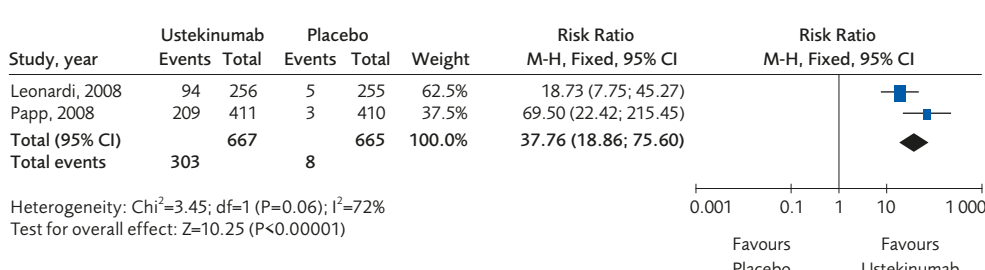 Ustekinumab Placebo Risk Ratio Risk Ratio
Study, year Events Total Events Total Weight M-H, Fixed, 95% CI M-H, Fixed, 95% CI
Leonardi, 2008 94 256 5 255 62.5% 18.73 (7.75; 45.27)
Papp, 2008 209 411 3 410 37.5% 69.50 (22.42; 215.45)
Total (95% CI) 667 665 100.0% 37.76 (18.86; 75.60)
Total events 303 8
Heterogeneity: Chi²=3.45; df=1 (P=0.06); I²=72%
Test for overall effect: Z=10.25 (P<0.00001)
0.001 0.1 1 10 1 000
Favours Favours
Placebo Ustekinumab